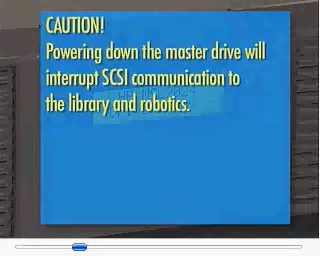 CAUTION!
Powering down the master drive will
interrupt SCSI communication to
the library and robotics.